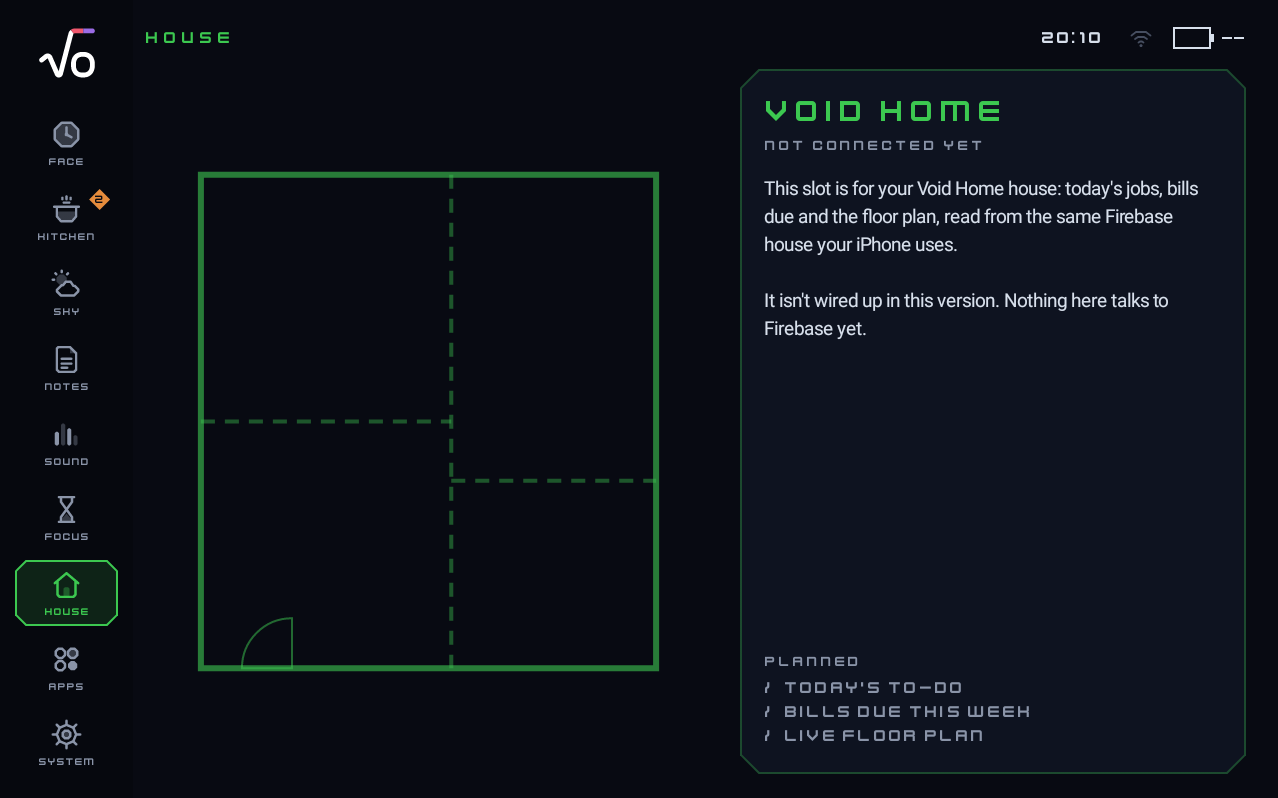 HOUSE
20:10
--
FACE
2
KITCHEN
SKY
NOTES
SOUND
FOCUS
HOUSE
APPS
SYSTEM
VOID HOME
NOT CONNECTED YET
This slot is for your Void Home house: today's jobs, bills
due and the floor plan, read from the same Firebase
house your iPhone uses.
It isn't wired up in this version. Nothing here talks to
Firebase yet.
PLANNED
/ TODAY'S TO-DO
/ BILLS DUE THIS WEEK
/ LIVE FLOOR PLAN